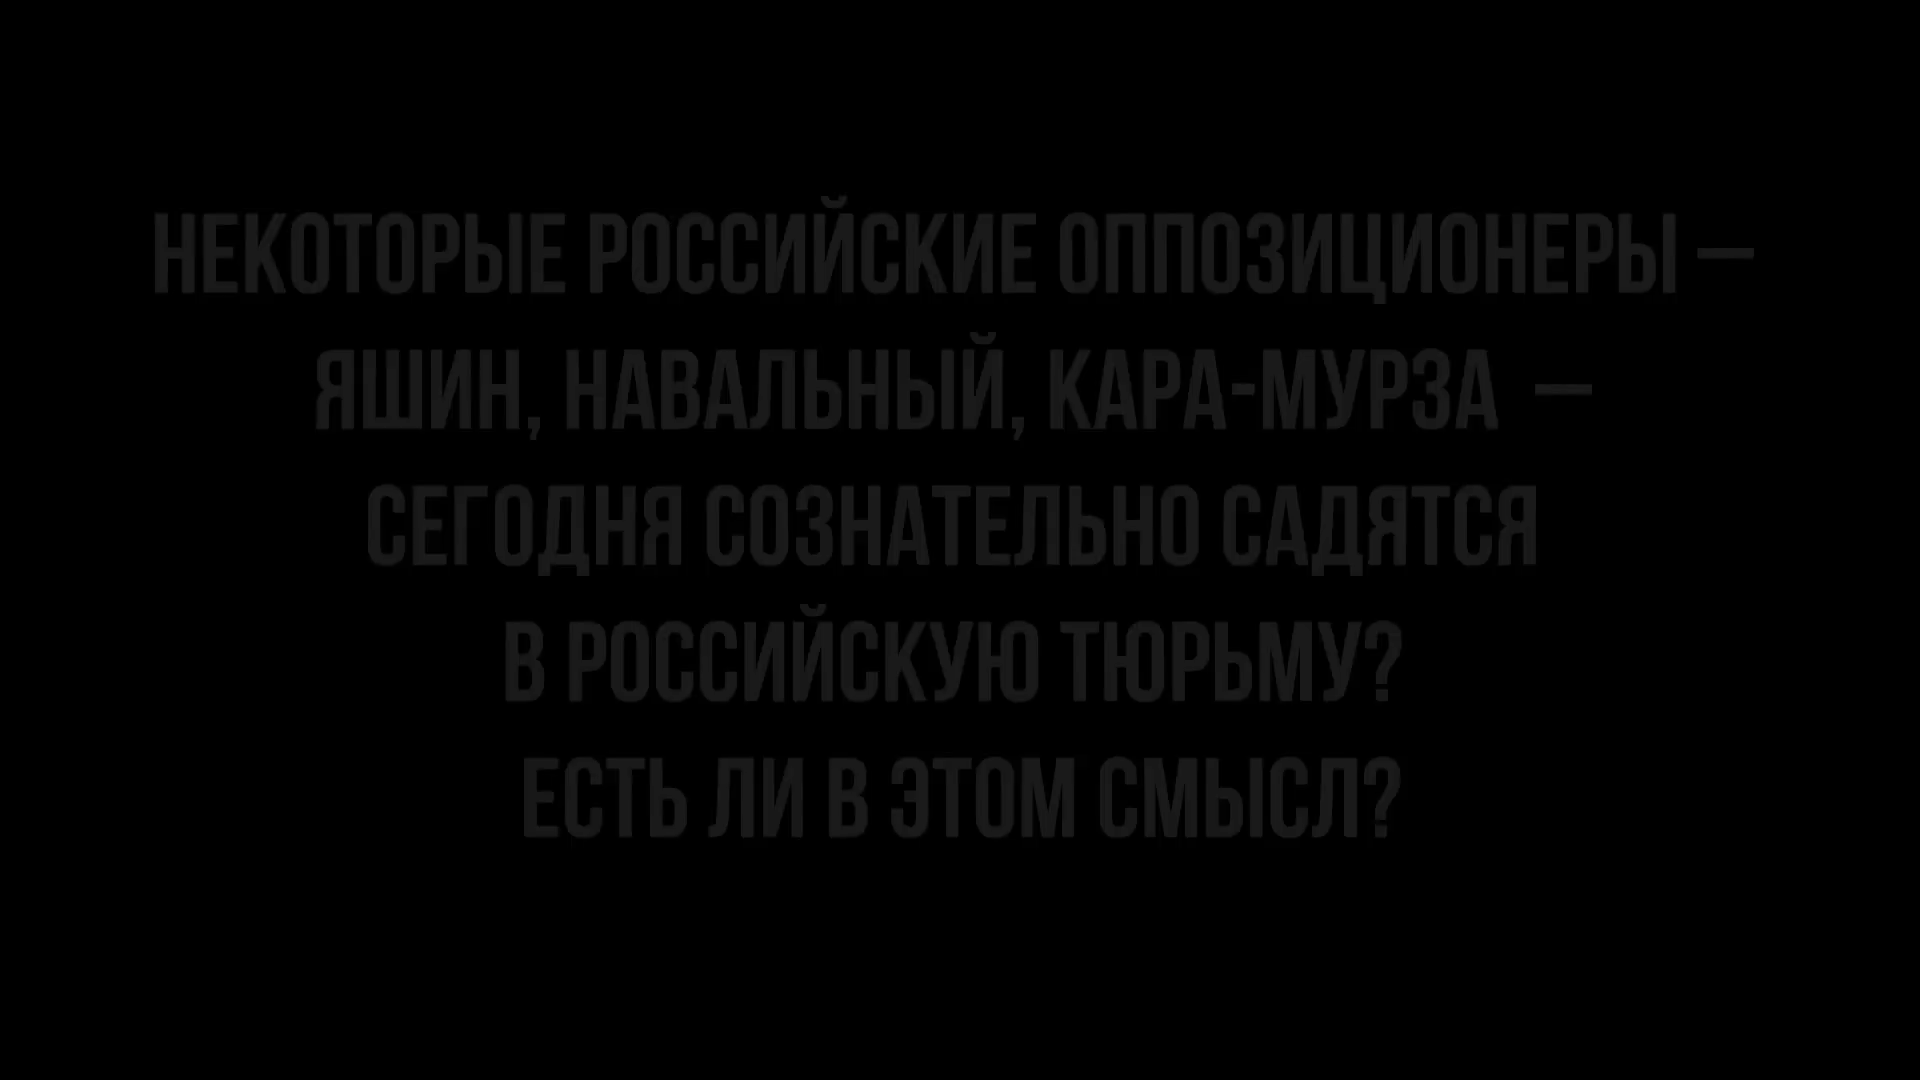 НЕКОТОРЫЕ РОССИЙСКИЕ ОППОЗИЦИОНЕРЫ —
ЯШИН, НАВАЛЬНЫЙ, КАРА-МУРЗА —
СЕГОДНЯ СОЗНАТЕЛЬНО САДЯТСЯ
В РОССИЙСКУЮ ТЮРЬМУ?
ЕСТЬ ЛИ В ЭТОМ СМЫСЛ?